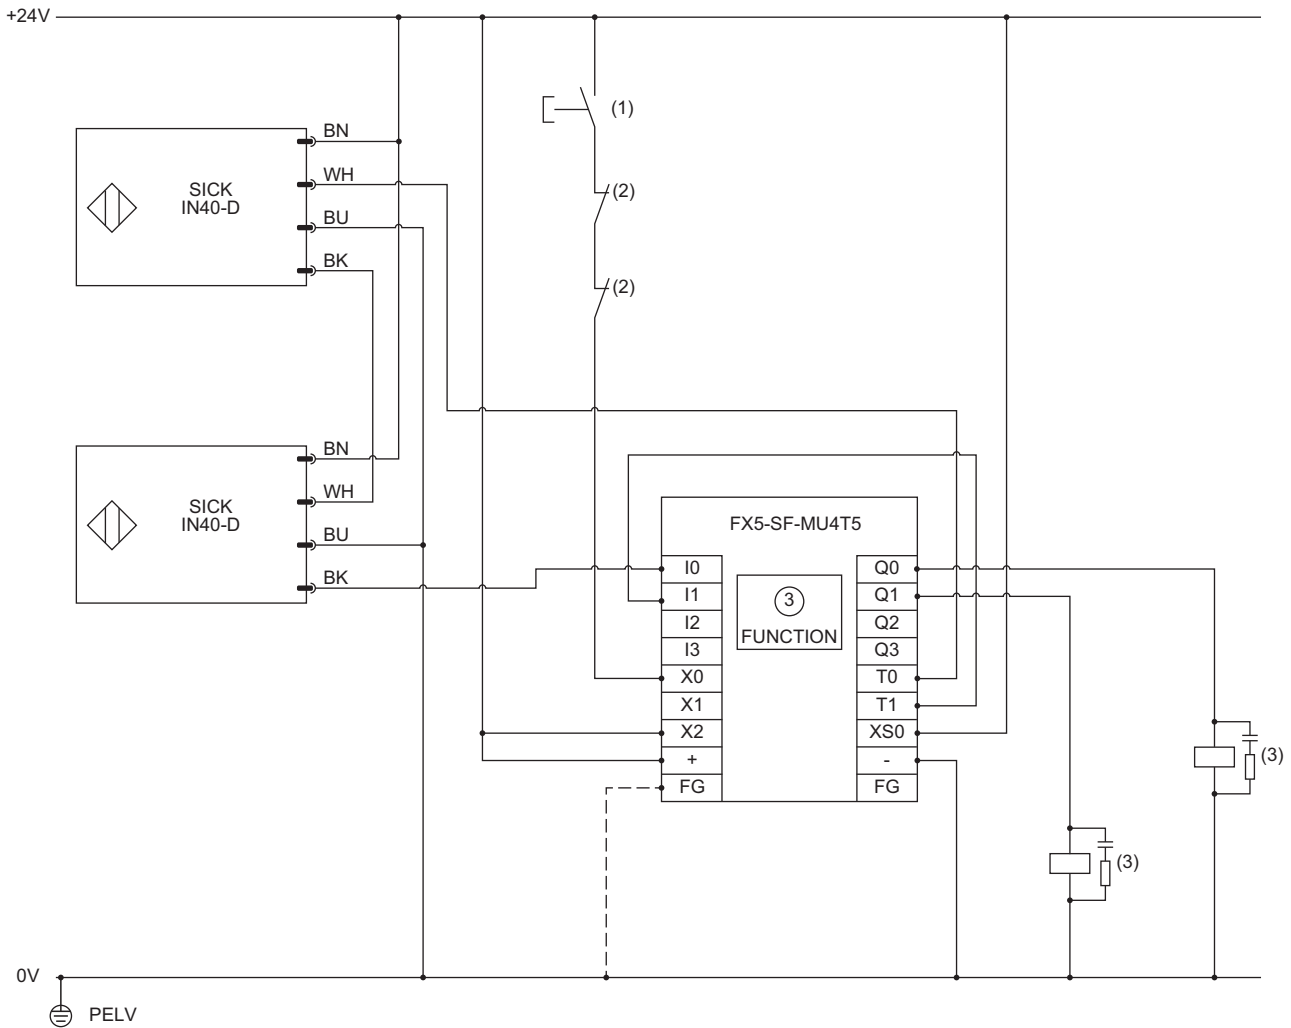 +24V
(1)
BN
SICK
IN40-D
WH
BU
BK
(2)
(2)
BN
SICK
IN40-D
WH
BU
BK
FX5-SF-MU4T5
I0
I1
I2
I3
X0
X1
X2
+
FG
3
FUNCTION
Q0
Q1
Q2
Q3
T0
T1
XS0
-
FG
(3)
(3)
0V
PELV